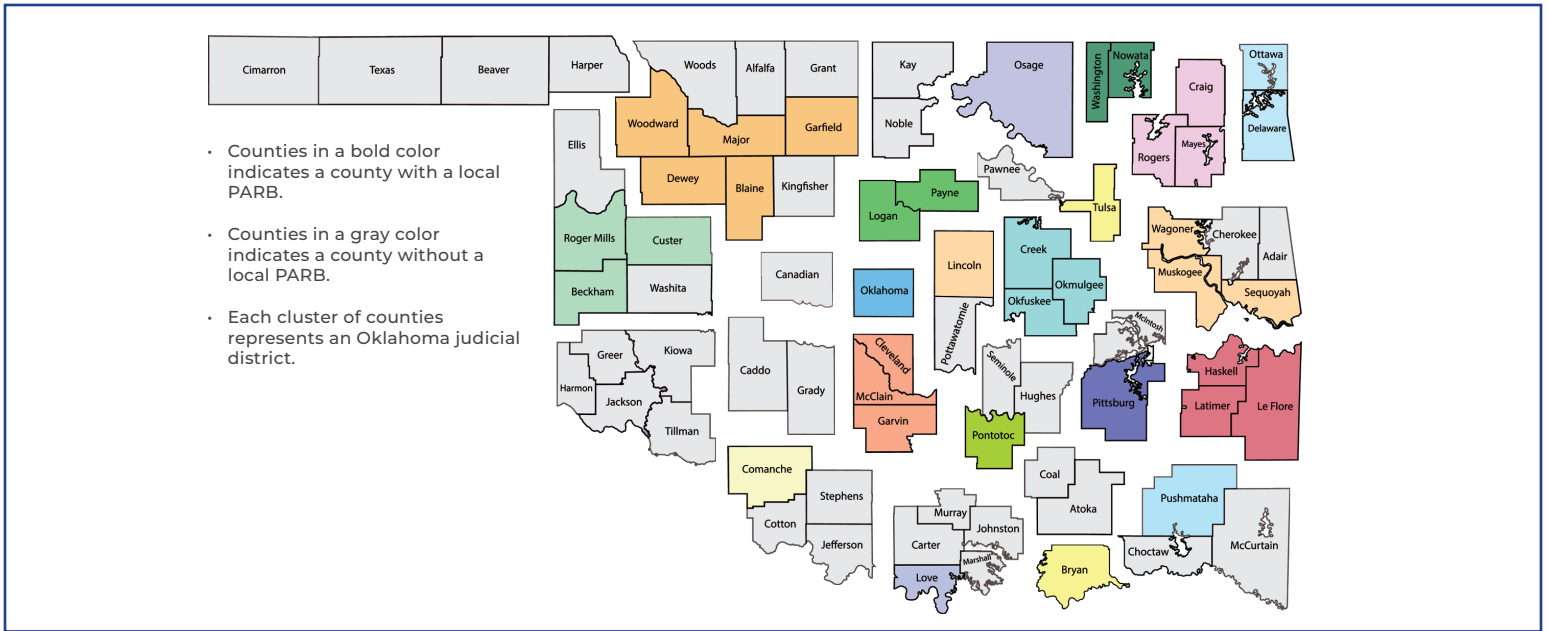 Cimarron
Texas
Beaver
Harper
Woods
Alfalfa
Grant
Kay
Osage
Washington
Nowata
Craig
Ottawa
Woodward
Major
Garfield
Noble
Rogers
Mayes
Delaware
• Counties in a bold color
indicates a county with a local
PARB.
• Counties in a gray color
indicates a county without a
local PARB.
• Each cluster of counties
represents an Oklahoma judicial
district.
Ellis
Dewey
Blaine
Kingfisher
Logan
Payne
Pawnee
Tulsa
Roger Mills
Custer
Beckham
Washita
Canadian
Oklahoma
Lincoln
Pottawatomie
Creek
Okmulgee
Okfuskee
Wagoner
Cherokee
Adair
Muskogee
Sequoyah
Greer
Kiowa
Harmon
Jackson
Tillman
Caddo
Grady
Cleveland
McClain
Garvin
Seminole
Hughes
Pontotoc
McIntosh
Pittsburg
Haskell
Latimer
Le Flore
Comanche
Stephens
Cotton
Jefferson
Murray
Carter
Johnston
Marshall
Love
Coal
Atoka
Bryan
Pushmataha
Choctaw
McCurtain